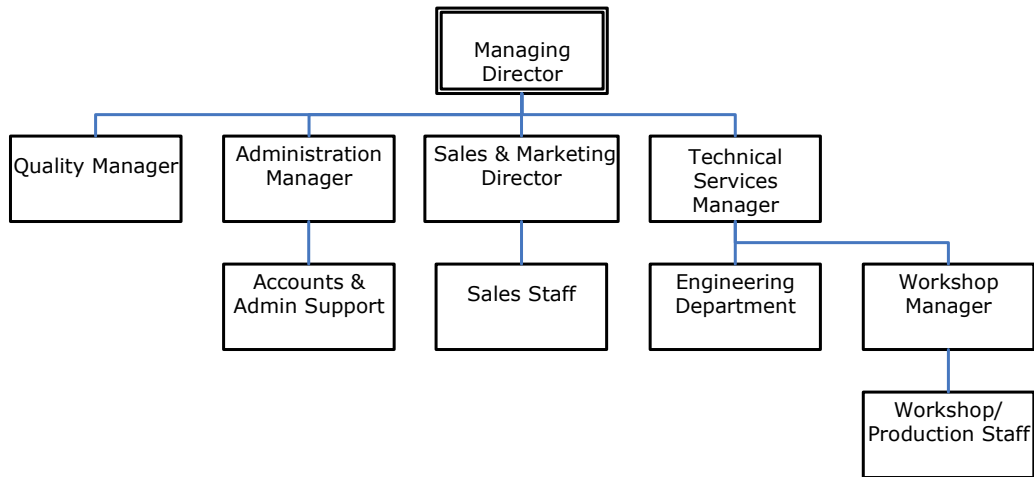 Managing
Director
Quality Manager
Administration
Manager
Sales & Marketing
Director
Technical
Services
Manager
Accounts &
Admin Support
Sales Staff
Engineering
Department
Workshop
Manager
Workshop/
Production Staff